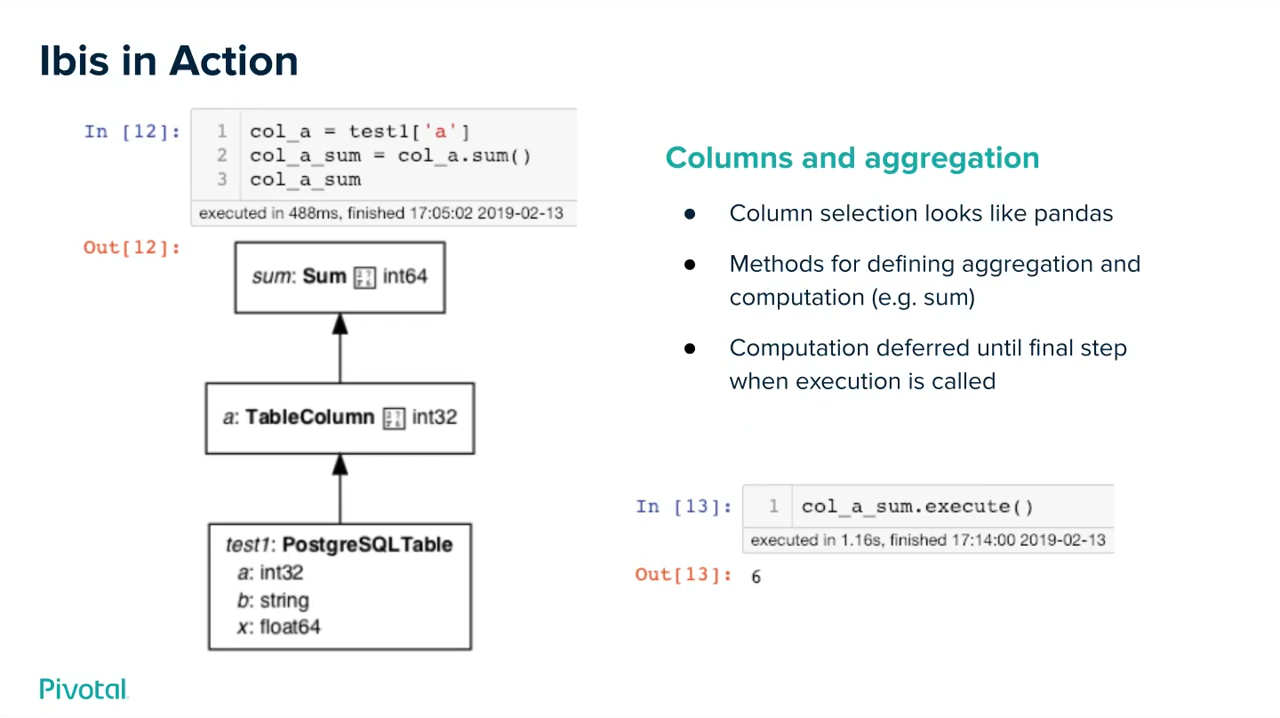 Ibis in Action
In [12]:
1 col_a = test1['a']
2 col_a_sum = col_a.sum()
3 col_a_sum
executed in 488ms, finished 17:05:02 2019-02-13
Out[12]:
sum: Sum int64
a: TableColumn int32
test1: PostgreSQLTable
a: int32
b: string
x: float64
Columns and aggregation
● Column selection looks like pandas
● Methods for defining aggregation and
computation (e.g. sum)
● Computation deferred until final step
when execution is called
In [13]:
1 col_a_sum.execute()
executed in 1.16s, finished 17:14:00 2019-02-13
Out[13]: 6
Pivotal